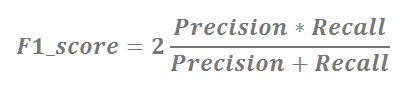 F1_score = 2 Precision * Recall
Precision + Recall